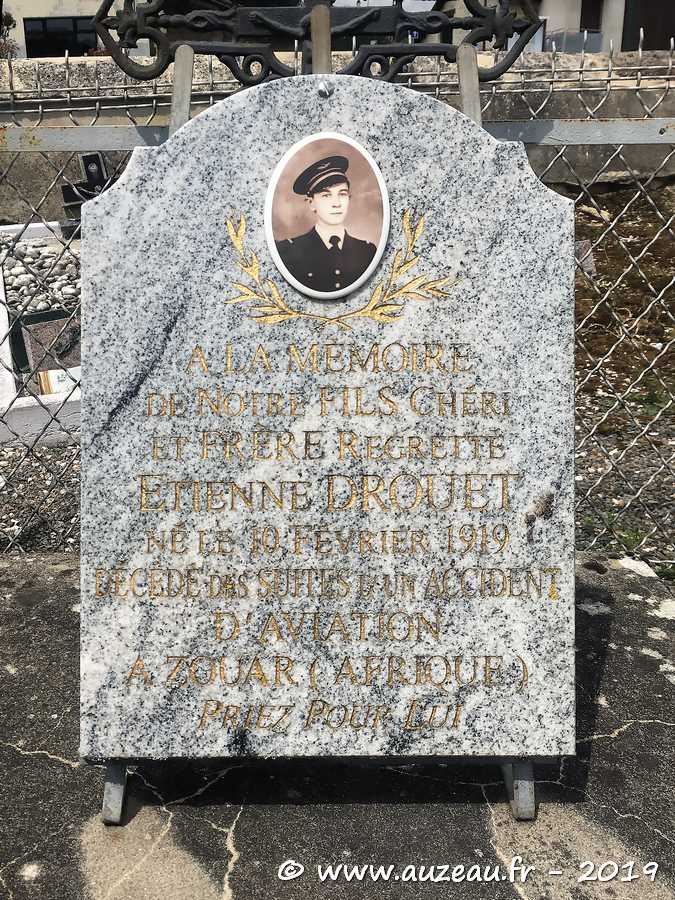 A LA MÉMOIRE
DE NOTRE FILS CHÉRI
ET FRÈRE REGRETTÉ
ETIENNE DROUET
NÉ LE 10 FÉVRIER 1919
DÉCÉDÉ DES SUITES D'UN ACCIDENT
D'AVIATION
A ZOUAR ( AFRIQUE )
PRIEZ POUR LUI
© www.auzeau.fr - 2019